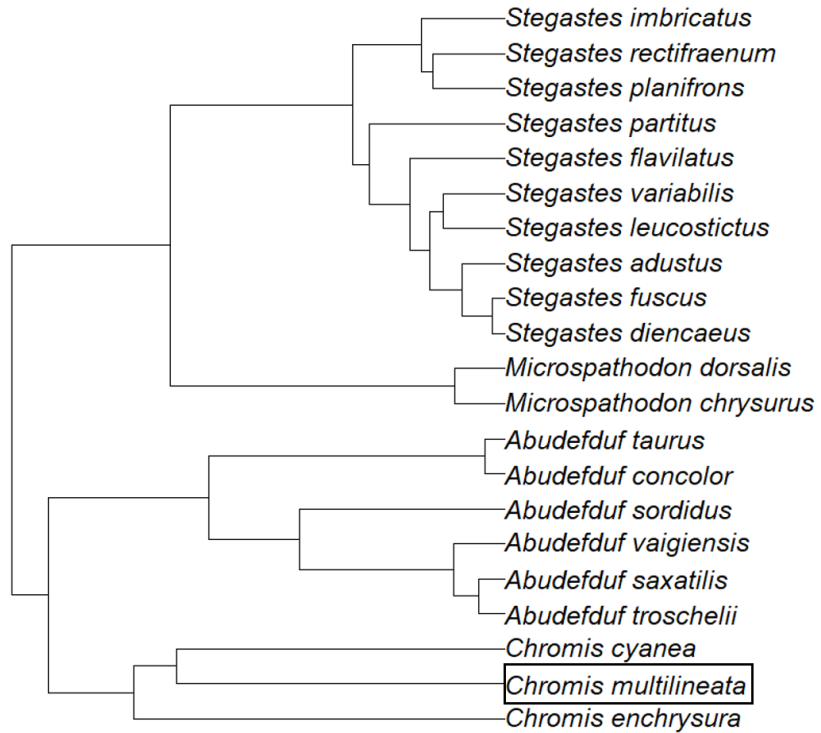 Stegastes imbricatus
Stegastes rectifraenum
Stegastes planifrons
Stegastes partitus
Stegastes flavilatus
Stegastes variabilis
Stegastes leucostictus
Stegastes adustus
Stegastes fuscus
Stegastes diencaeus
Microspathodon dorsalis
Microspathodon chrysurus
Abudefduf taurus
Abudefduf concolor
Abudefduf sordidus
Abudefduf vaigiensis
Abudefduf saxatilis
Abudefduf troschelii
Chromis cyanea
Chromis multilineata
Chromis enchrysura